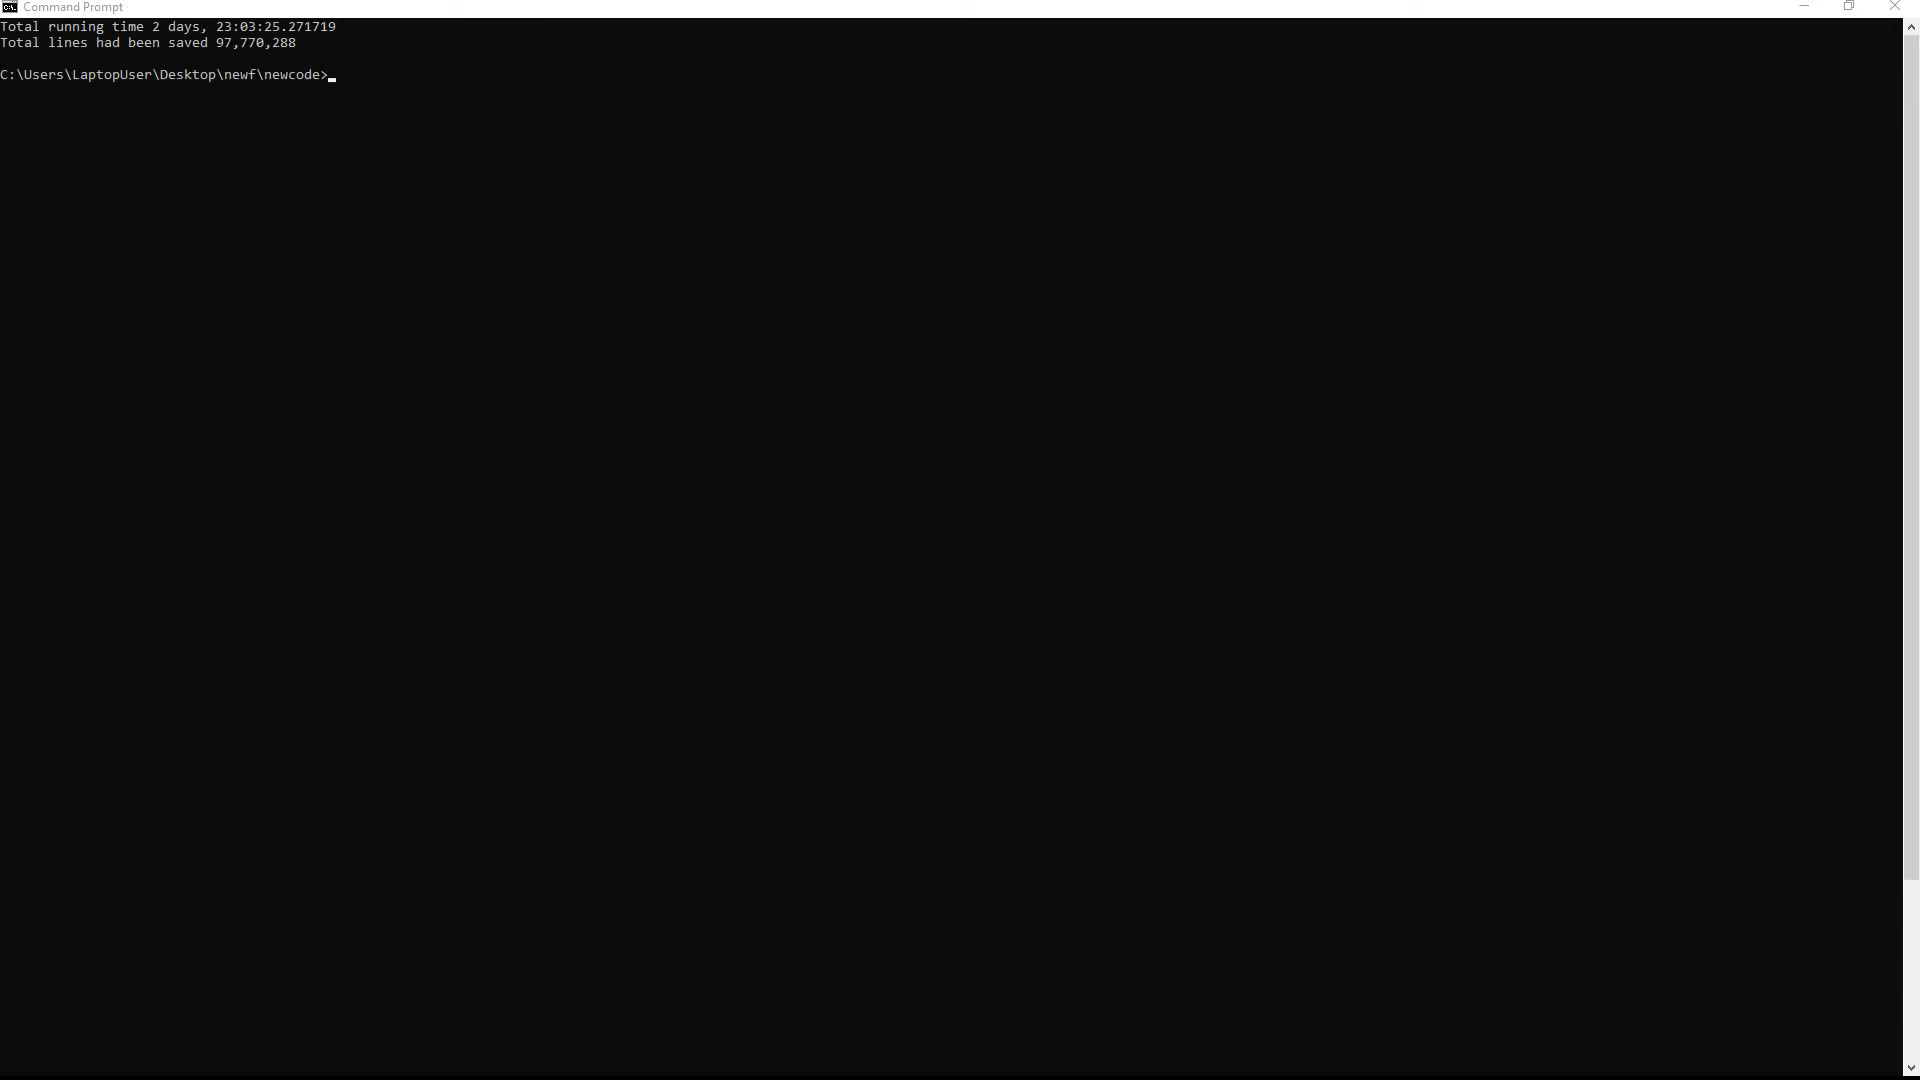 Command Prompt
Total running time 2 days, 23:03:25.271719
Total lines had been saved 97,770,288
C:\Users\LaptopUser\Desktop\newf\newcode>_